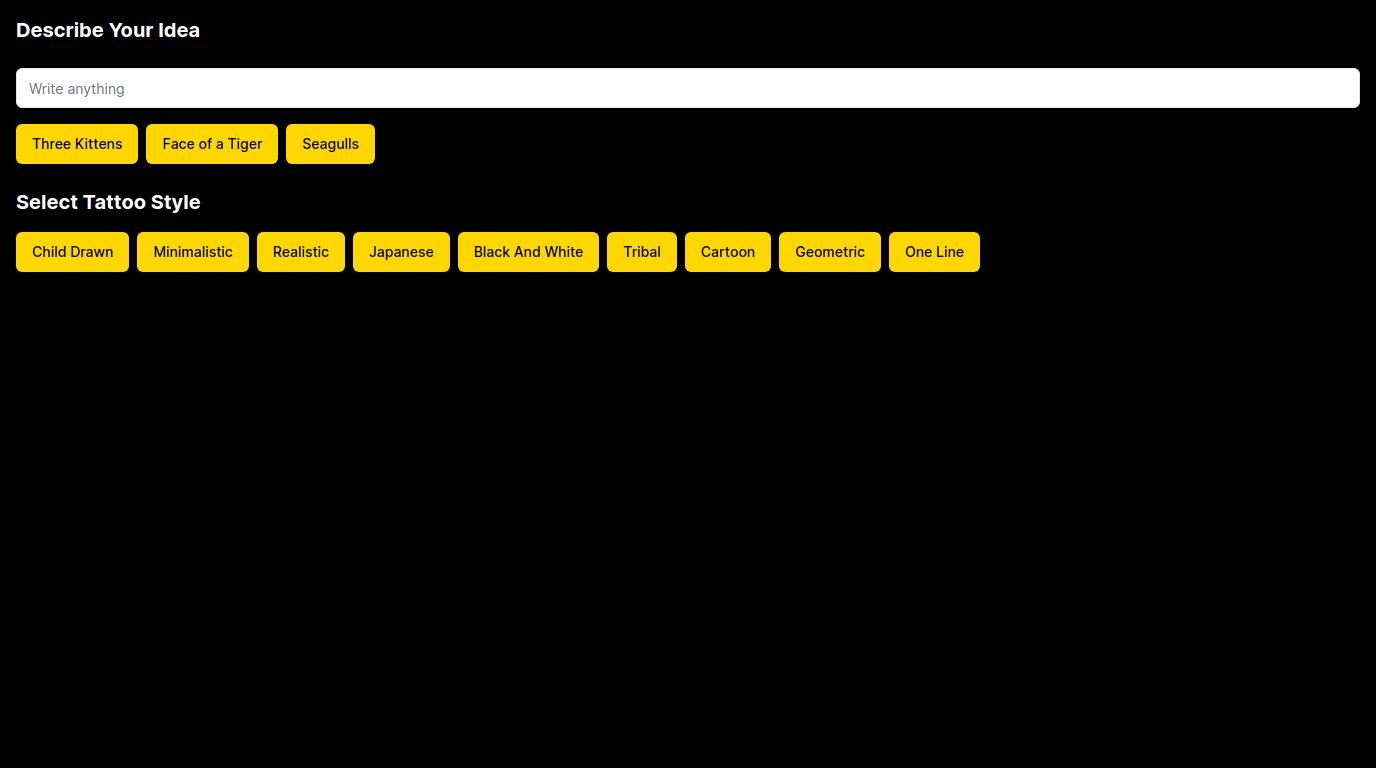 Describe Your Idea
Write anything
Three Kittens Face of a Tiger Seagulls
Select Tattoo Style
Child Drawn Minimalistic Realistic Japanese Black And White Tribal Cartoon Geometric One Line